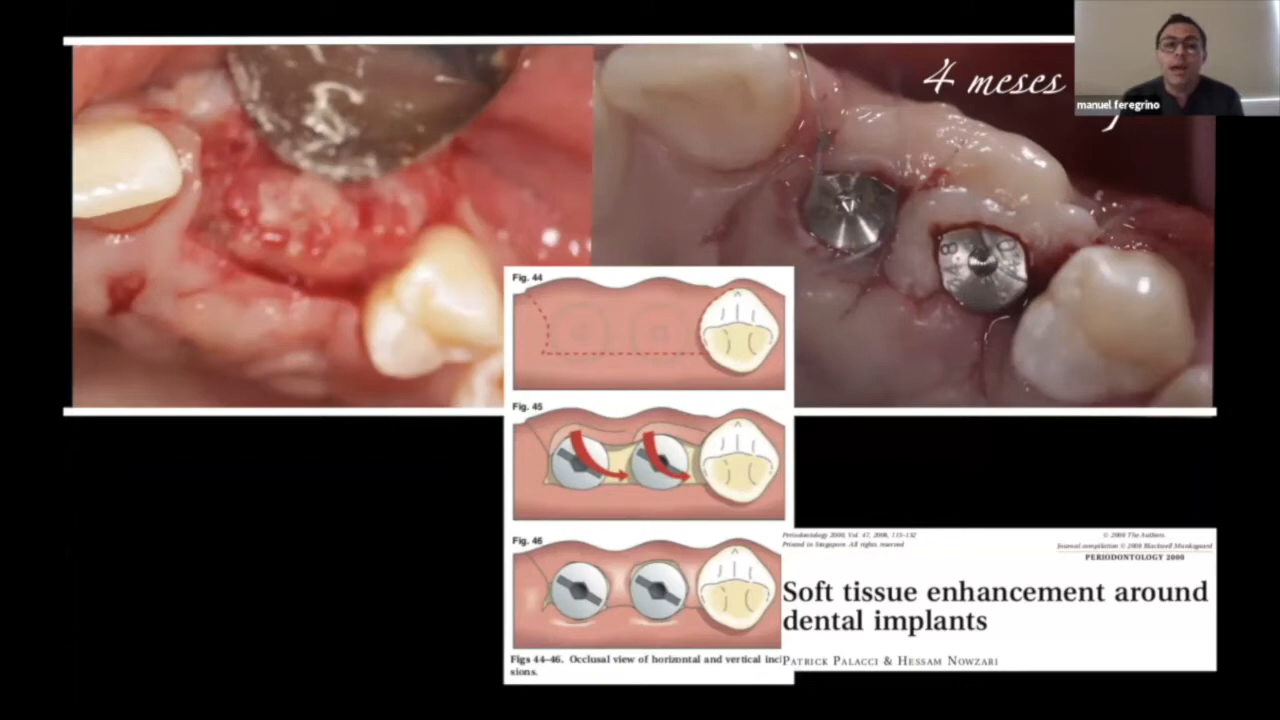 4 meses
manuel feregrino
Fig. 44
Fig. 45
Fig. 46
Figs 44–46. Occlusal view of horizontal and vertical inci
sions.
Periodontology 2000, Vol. 47, 2008, 113–132
Printed in Singapore. All rights reserved
© 2008 The Authors.
Journal compilation © 2008 Blackwell Munksgaard
PERIODONTOLOGY 2000
Soft tissue enhancement around
dental implants
PATRICK PALACCI & HESSAM NOWZARI